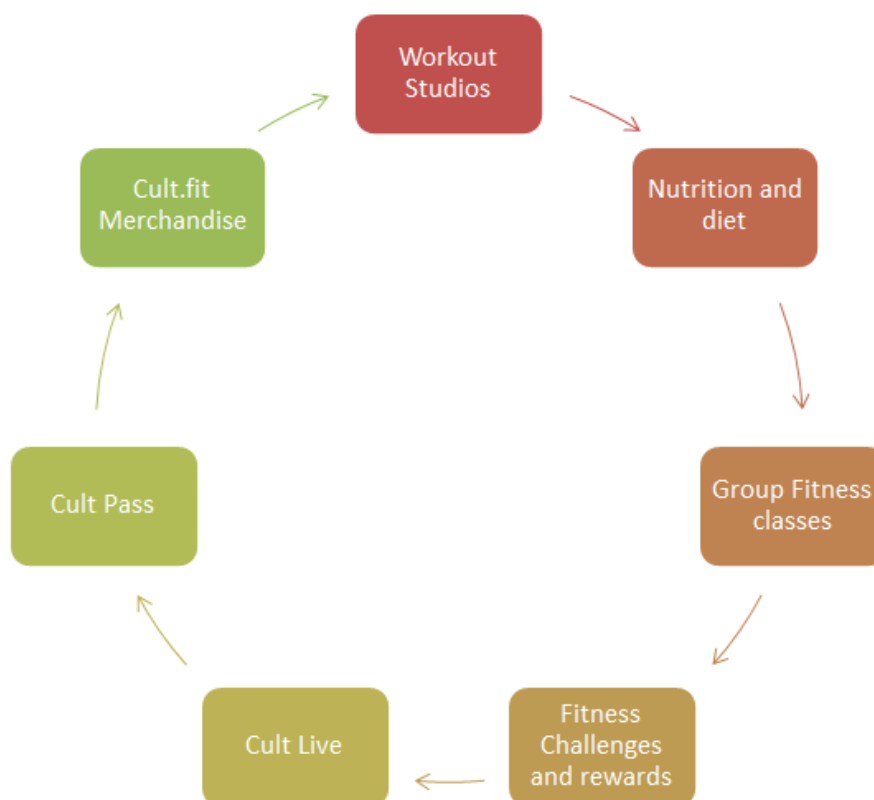 Workout
Studios
Nutrition and
diet
Group Fitness
classes
Fitness
Challenges
and rewards
Cult Live
Cult Pass
Cult.fit
Merchandise